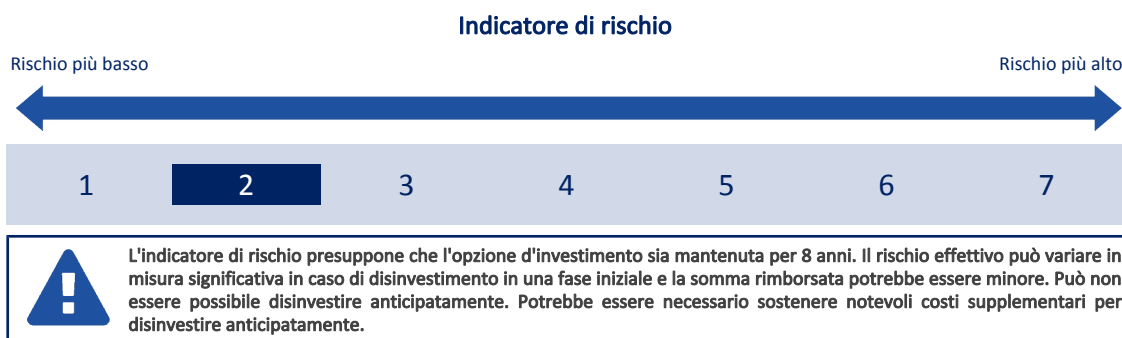 Indicatore di rischio
Rischio più basso
Rischio più alto
1 2 3 4 5 6 7
L'indicatore di rischio presuppone che l'opzione d'investimento sia mantenuta per 8 anni. Il rischio effettivo può variare in
misura significativa in caso di disinvestimento in una fase iniziale e la somma rimborsata potrebbe essere minore. Può non
essere possibile disinvestire anticipatamente. Potrebbe essere necessario sostenere notevoli costi supplementari per
disinvestire anticipatamente.